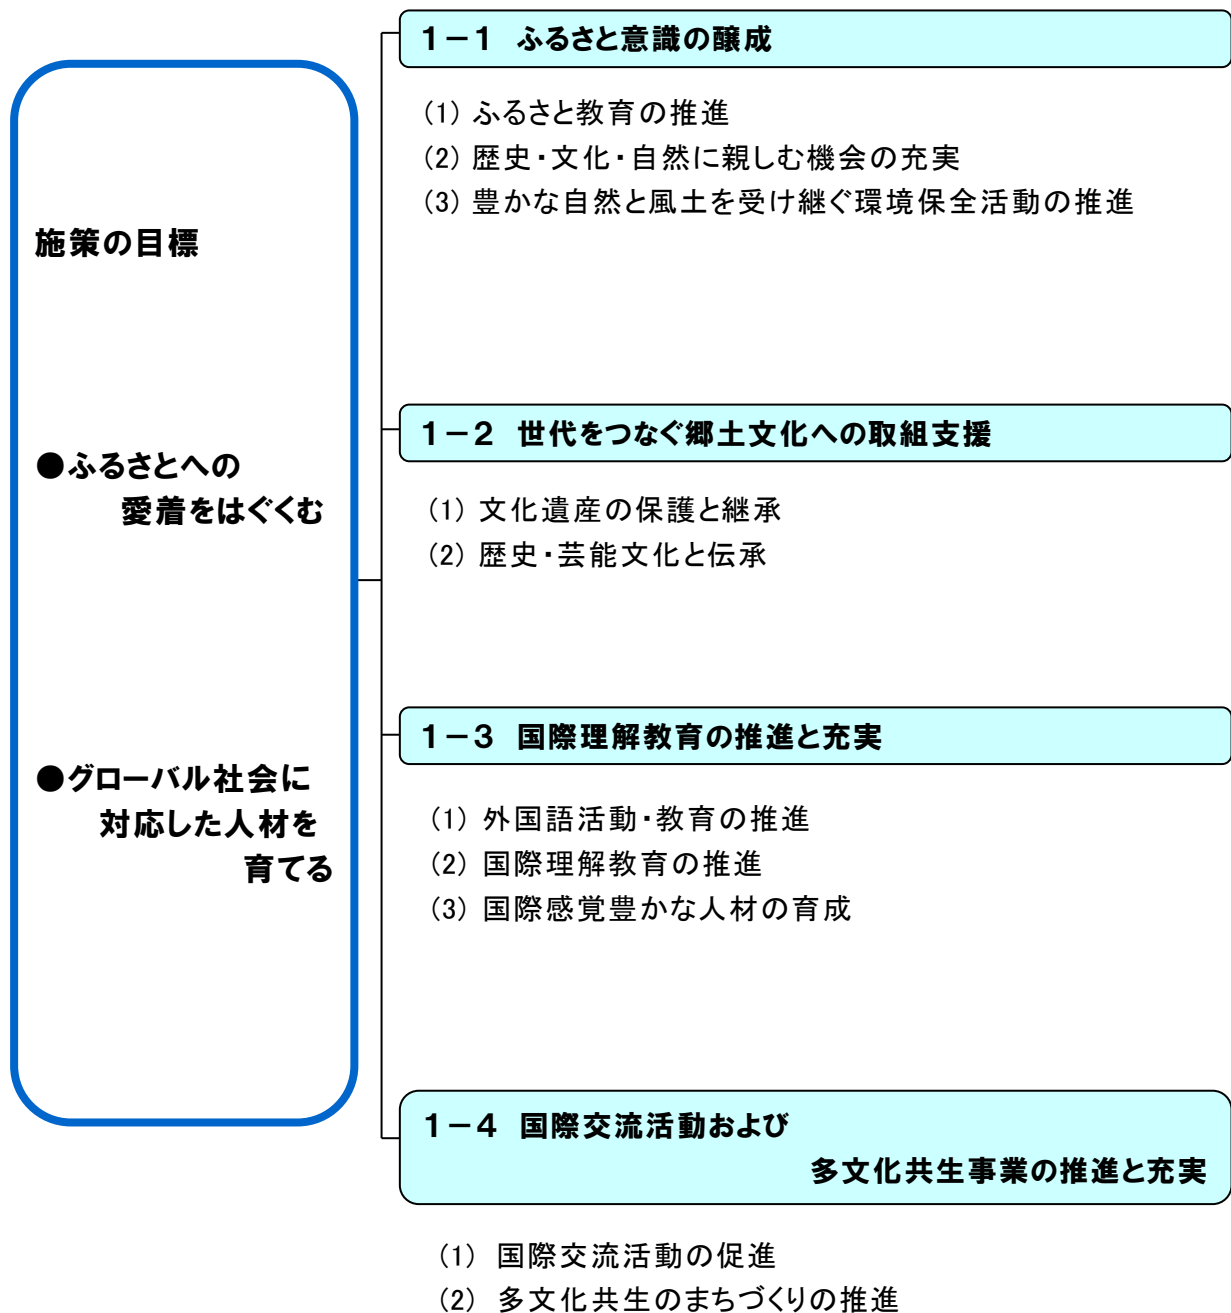 施策の目標
●ふるさとへの
愛着をはぐくむ
●グローバル社会に
対応した人材を
育てる
1－1 ふるさと意識の醸成
(1) ふるさと教育の推進
(2) 歴史・文化・自然に親しむ機会の充実
(3) 豊かな自然と風土を受け継ぐ環境保全活動の推進
1－2 世代をつなぐ郷土文化への取組支援
(1) 文化遺産の保護と継承
(2) 歴史・芸能文化と伝承
1－3 国際理解教育の推進と充実
(1) 外国語活動・教育の推進
(2) 国際理解教育の推進
(3) 国際感覚豊かな人材の育成
1－4 国際交流活動および
多文化共生事業の推進と充実
(1) 国際交流活動の促進
(2) 多文化共生のまちづくりの推進